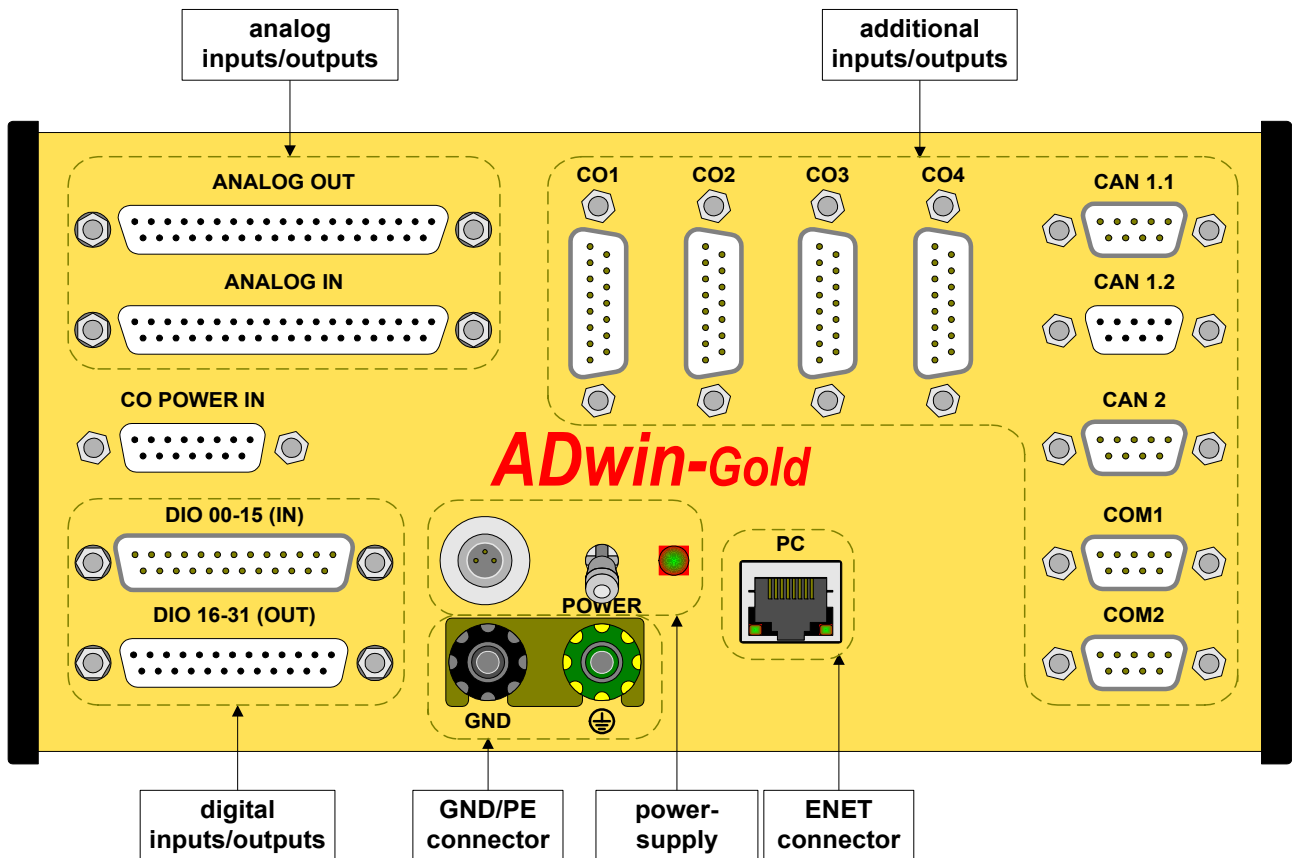 analog
inputs/outputs
additional
inputs/outputs
ANALOG OUT
ANALOG IN
CO POWER IN
CO1
CO2
CO3
CO4
CAN 1.1
CAN 1.2
CAN 2
COM1
COM2
ADwin-Gold
DIO 00-15 (IN)
DIO 16-31 (OUT)
POWER
PC
GND
digital
inputs/outputs
GND/PE
connector
power-
supply
ENET
connector